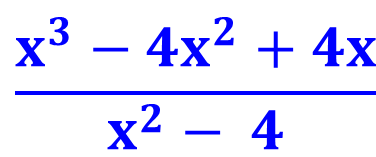 x³ − 4x² + 4x
x² − 4